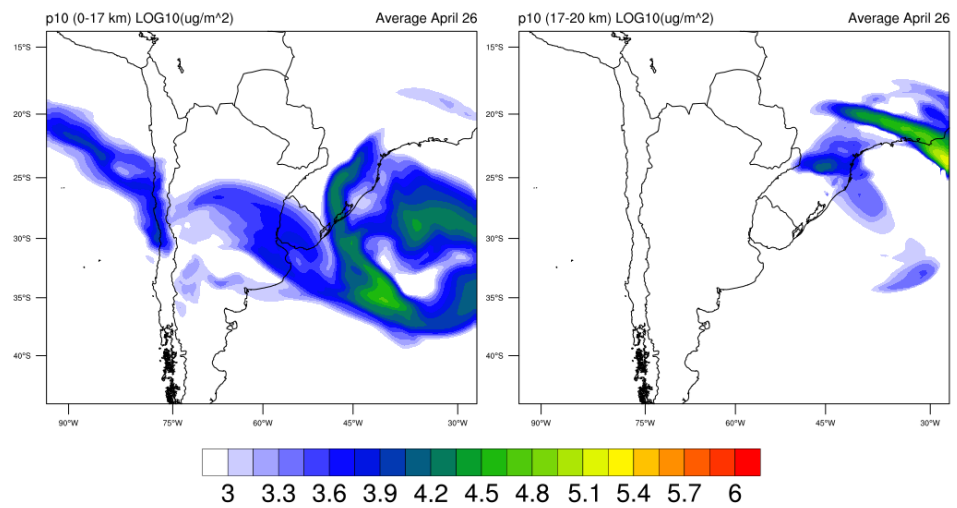 p10 (0-17 km) LOG10(ug/m^2) Average April 26
p10 (17-20 km) LOG10(ug/m^2) Average April 26
15°S
20°S
25°S
30°S
35°S
40°S
90°W 75°W 60°W 45°W 30°W
15°S
20°S
25°S
30°S
35°S
40°S
90°W 75°W 60°W 45°W 30°W
3 3.3 3.6 3.9 4.2 4.5 4.8 5.1 5.4 5.7 6